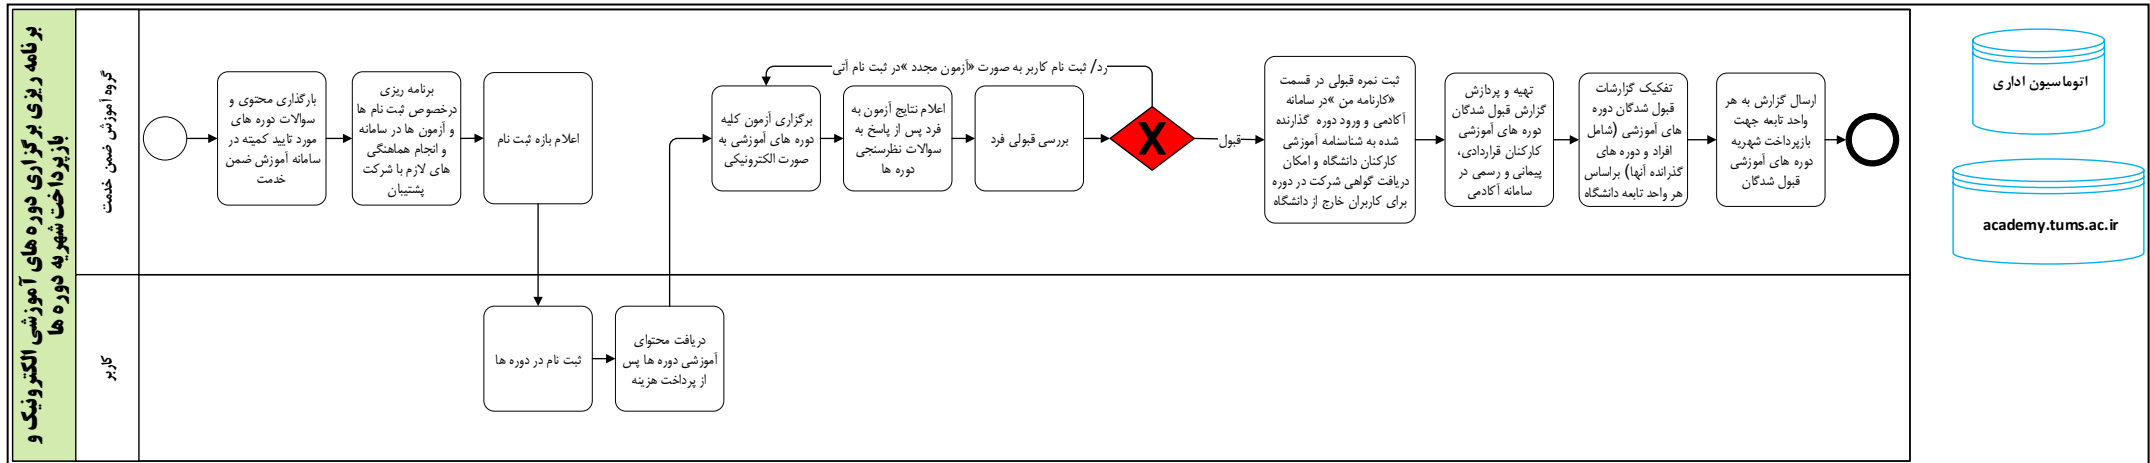 برنامه ریزی برگزاری دوره های آموزشی الکترونیک و
بازپرداخت شهریه دوره ها
گروه آموزش ضمن خدمت
کاربر
بارگذاری محتوی و
سوالات دوره های
مورد تایید کمیته در
سامانه آموزش ضمن
خدمت
برنامه ریزی
درخصوص ثبت نام ها
و آزمون ها در سامانه
و انجام هماهنگی
های لازم با شرکت
پشتیبان
اعلام بازه ثبت نام
ثبت نام در دوره ها
دریافت محتوای
آموزشی دوره ها پس
از پرداخت هزینه
برگزاری آزمون کلیه
دوره های آموزشی به
صورت الکترونیکی
اعلام نتایج آزمون به
فرد پس از پاسخ به
سوالات نظرسنجی
دوره ها
بررسی قبولی فرد
رد/ ثبت نام کاربر به صورت «آزمون مجدد »در ثبت نام آتی
X
قبول
ثبت نمره قبولی در قسمت
«کارنامه من »در سامانه
آکادمی و ورود دوره گذارنده
شده به شناسنامه آموزشی
کارکنان دانشگاه و امکان
دریافت گواهی شرکت در دوره
برای کاربران خارج از دانشگاه
تهیه و پردازش
گزارش قبول شدگان
دوره های آموزشی
کارکنان قراردادی،
پیمانی و رسمی در
سامانه آکادمی
تفکیک گزارشات
قبول شدگان دوره
های آموزشی (شامل
افراد و دوره های
گذرانده آنها) براساس
هر واحد تابعه دانشگاه
ارسال گزارش به هر
واحد تابعه جهت
بازپرداخت شهریه
دوره های آموزشی
قبول شدگان
اتوماسیون اداری
academy.tums.ac.ir